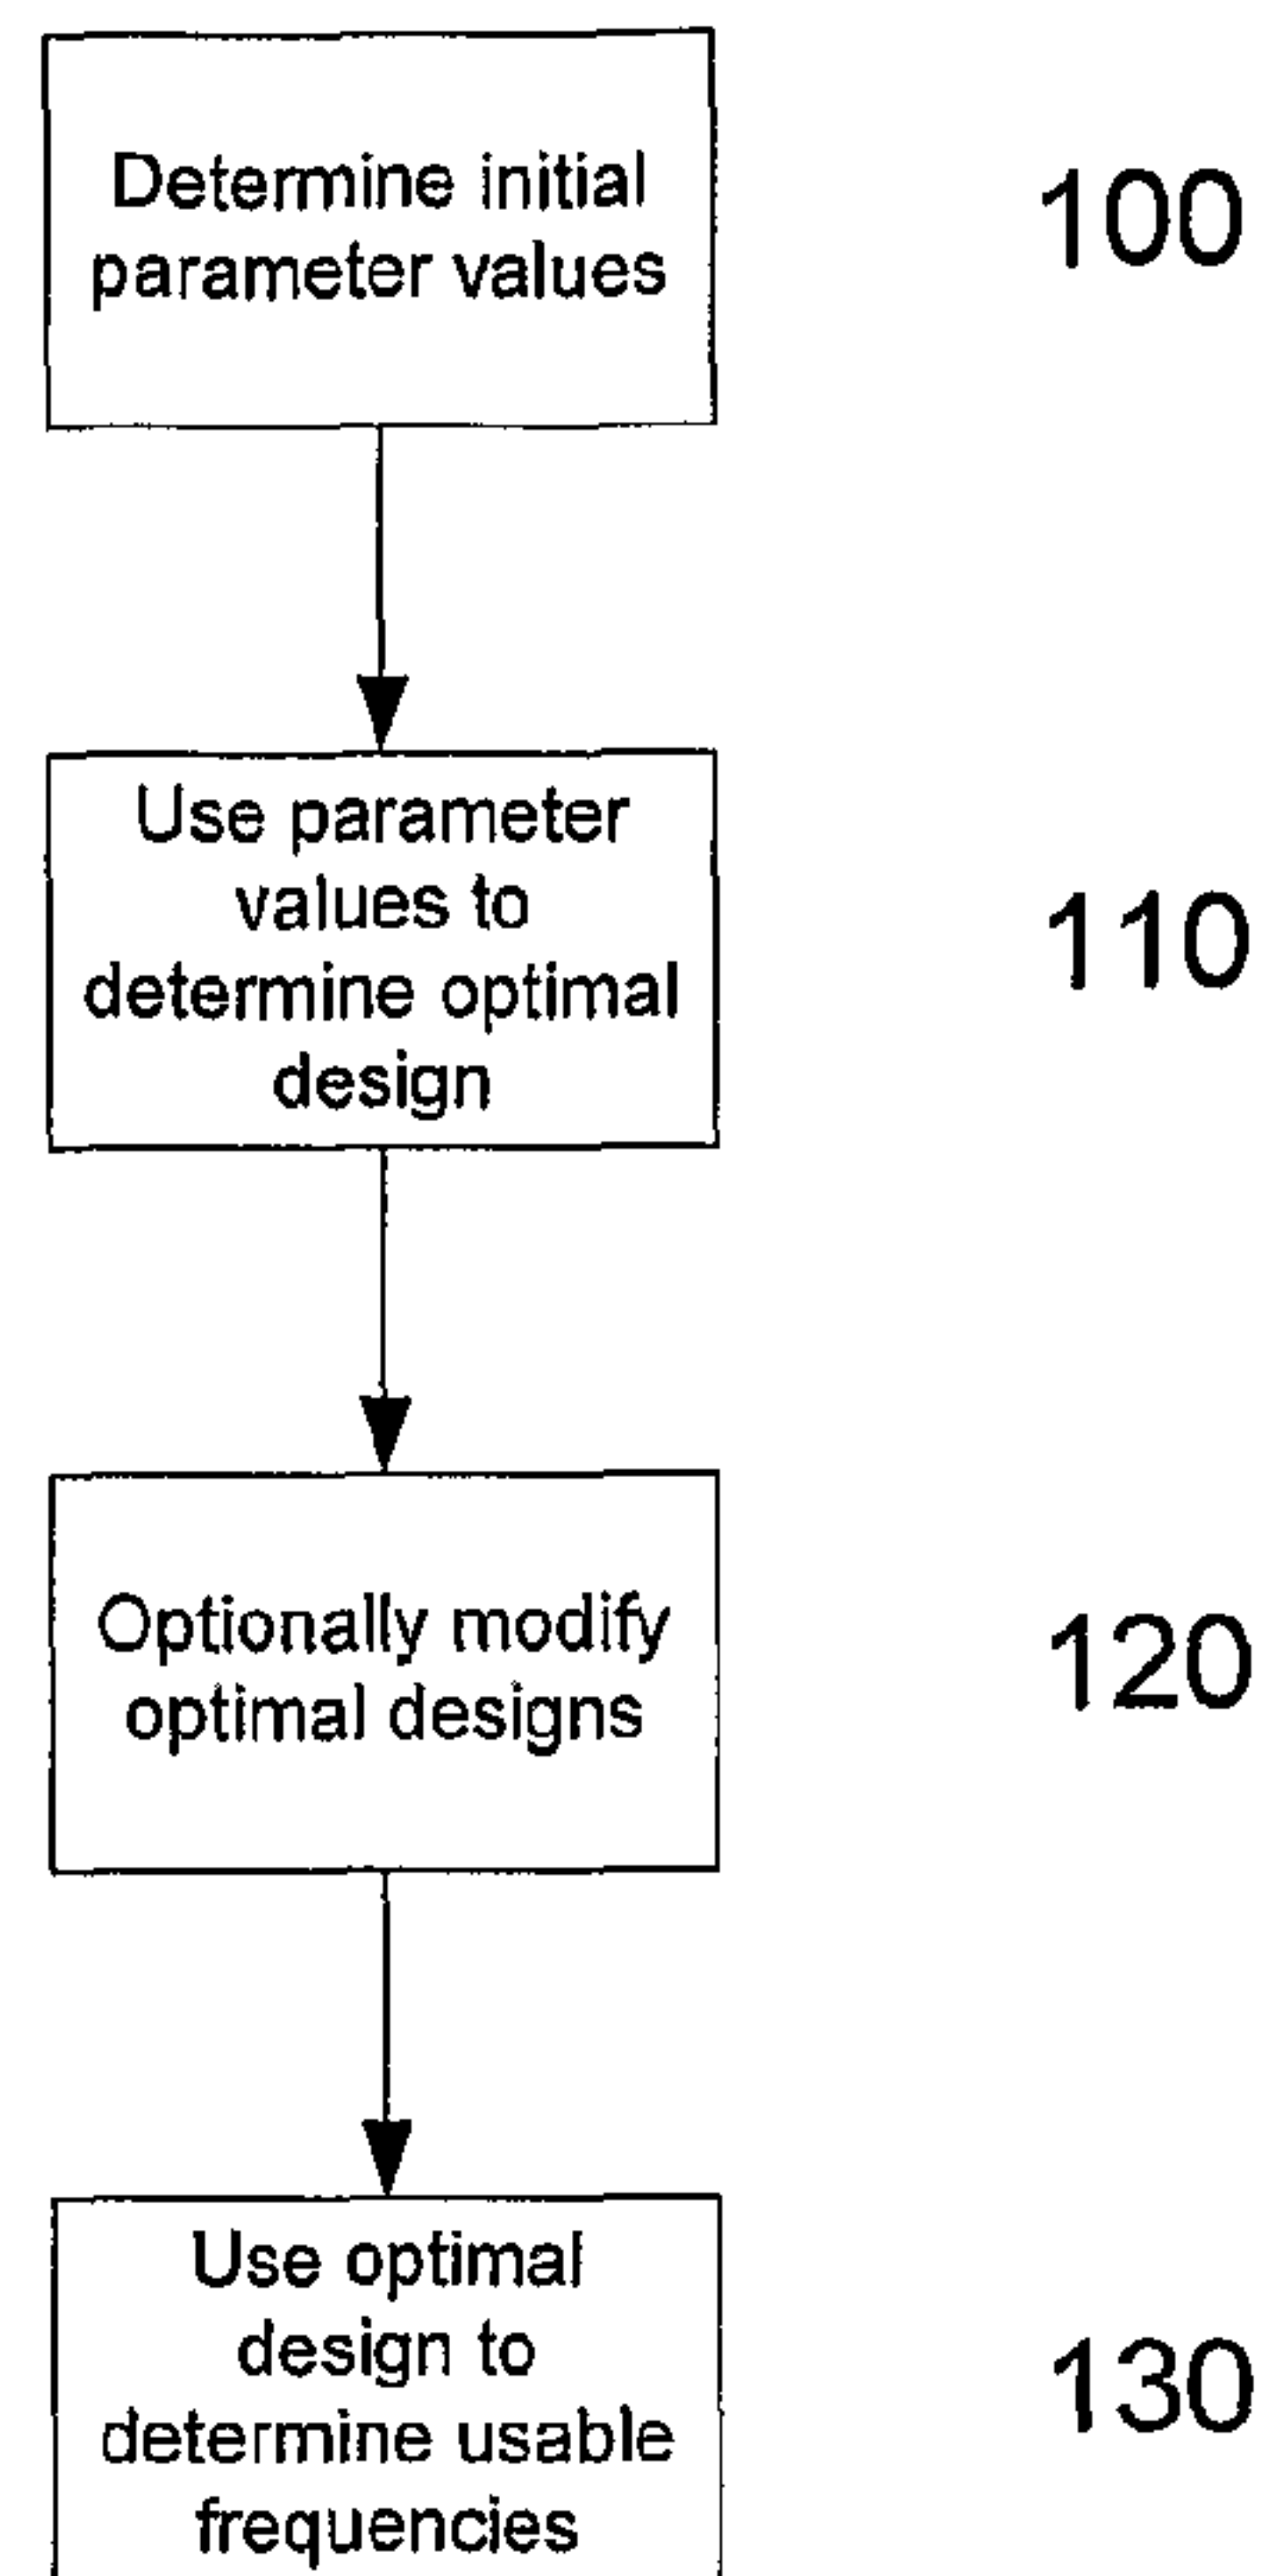 Determine initial
parameter values
100
Use parameter
values to
determine optimal
design
110
Optionally modify
optimal designs
120
Use optimal
design to
determine usable
frequencies
130